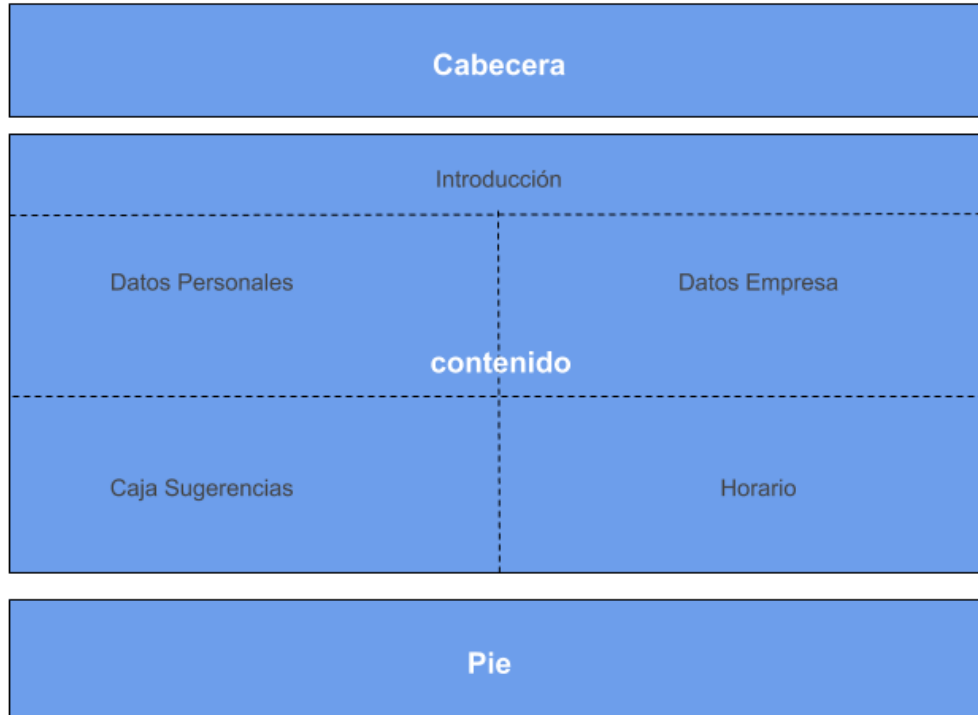 Cabecera
Introducción
Datos Personales
Datos Empresa
contenido
Caja Sugerencias
Horario
Pie